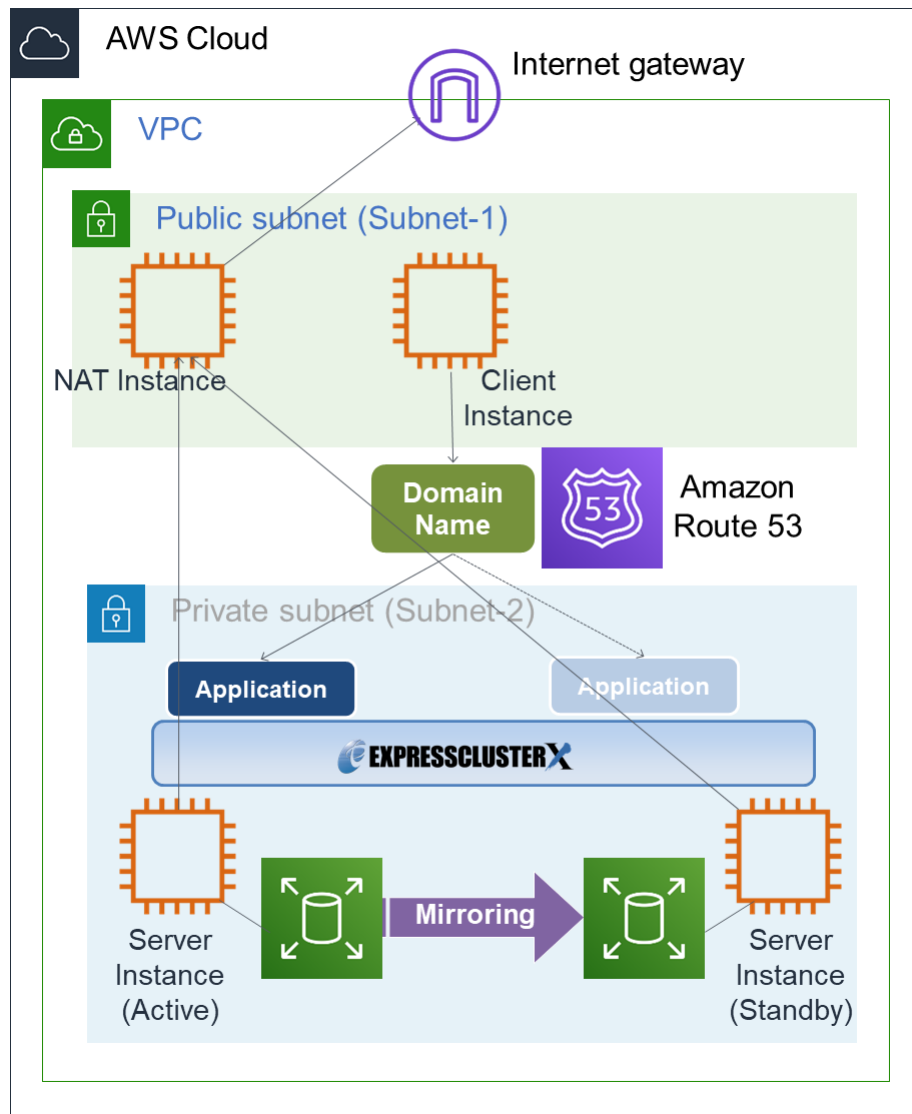 AWS Cloud
Internet gateway
VPC
Public subnet (Subnet-1)
NAT Instance
Client
Instance
Domain
Name
53
Amazon
Route 53
Private subnet (Subnet-2)
Application
Application
EXPRESSCLUSTER X
Mirroring
Server
Instance
(Active)
Server
Instance
(Standby)